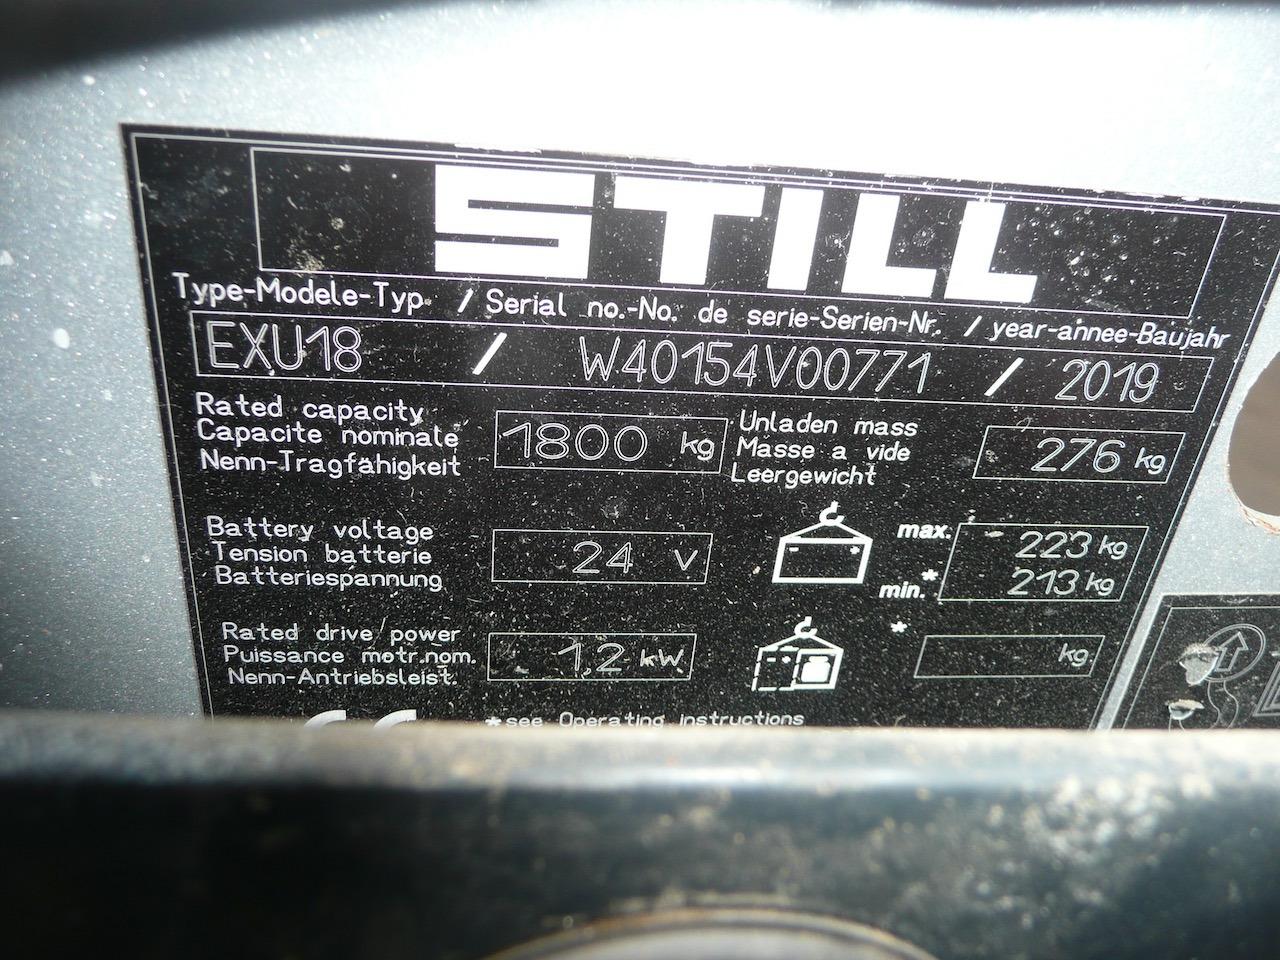 STILL
Type-Modele-Typ / Serial no.-No. de serie-Serien-Nr. / year-annee-Baujahr
EXU18 / W40154V00771 / 2019
Rated capacity
Capacite nominale
Nenn-Tragfähigkeit
1800 kg
Unladen mass
Masse a vide
Leergewicht
276 kg
Battery voltage
Tension batterie
Batteriespannung
24 V
max. 223 kg
min.* 213 kg
Rated drive power
Puissance motr.nom.
Nenn-Antriebsleist.
1,2 kW
* kg
CE
*see Operating instructions